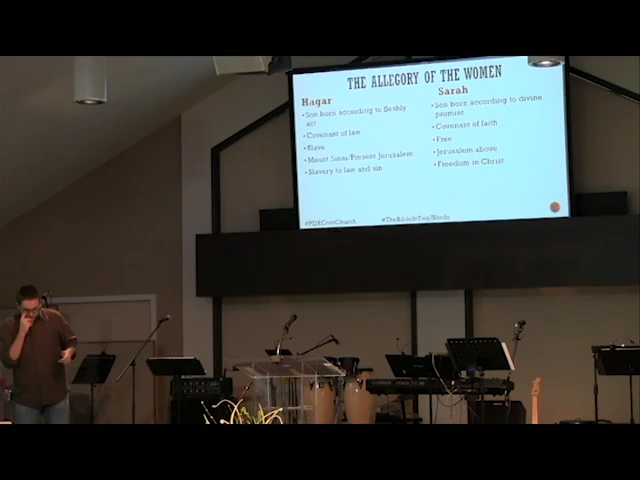 THE ALLEGORY OF THE WOMEN
Hagar
• Son born according to fleshly
act
• Covenant of law
• Slave
• Mount Sinai/Present Jerusalem
• Slavery to law and sin
Sarah
• Son born according to divine
promise
• Covenant of faith
• Free
• Jerusalem above
• Freedom in Christ
#PDXComChurch
#TheBibleInTwoWords